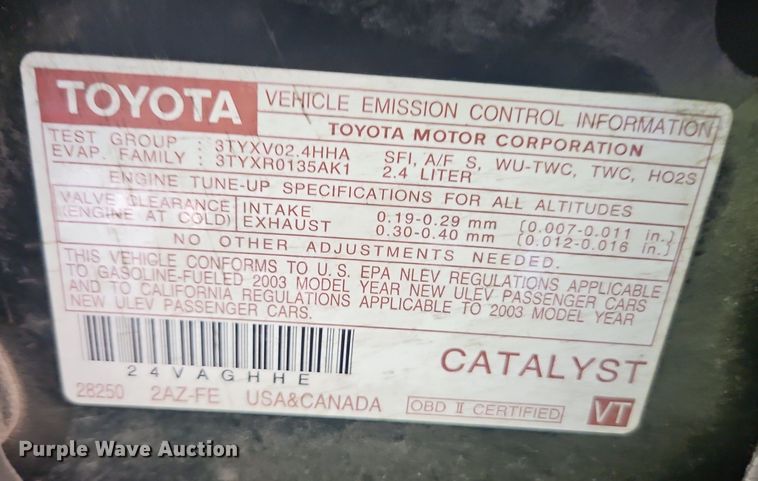 TOYOTA
VEHICLE EMISSION CONTROL INFORMATION
TOYOTA MOTOR CORPORATION
TEST GROUP : 3TYXV02.4HHA
EVAP. FAMILY : 3TYXR0135AK1
SFI, A/F S, WU-TWC, TWC, HO2S
2.4 LITER
ENGINE TUNE-UP SPECIFICATIONS FOR ALL ALTITUDES
VALVE CLEARANCE
(ENGINE AT COLD)
INTAKE 0.19-0.29 mm (0.007-0.011 in.)
EXHAUST 0.30-0.40 mm (0.012-0.016 in.)
NO OTHER ADJUSTMENTS NEEDED.
THIS VEHICLE CONFORMS TO U.S. EPA NLEV REGULATIONS APPLICABLE
TO GASOLINE-FUELED 2003 MODEL YEAR NEW ULEV PASSENGER CARS
AND TO CALIFORNIA REGULATIONS APPLICABLE TO 2003 MODEL YEAR
NEW ULEV PASSENGER CARS.
24VAGHHE
CATALYST
28250 2AZ-FE USA&CANADA
OBD II CERTIFIED
VT
Purple Wave Auction